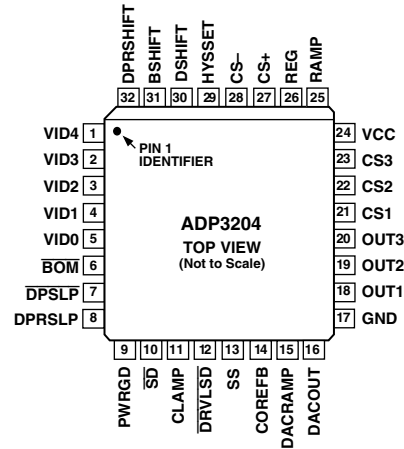 DPRSHIFT
BSHIFT
DSHIFT
HYSSET
CS–
CS+
REG
RAMP
32 31 30 29 28 27 26 25
VID4 1
VID3 2
VID2 3
VID1 4
VID0 5
BOM 6
DPSLP 7
DPRSLP 8
PIN 1
IDENTIFIER
ADP3204
TOP VIEW
(Not to Scale)
24 VCC
23 CS3
22 CS2
21 CS1
20 OUT3
19 OUT2
18 OUT1
17 GND
9 10 11 12 13 14 15 16
PWRGD
SD
CLAMP
DRVLSD
SS
COREFB
DACRAMP
DACOUT